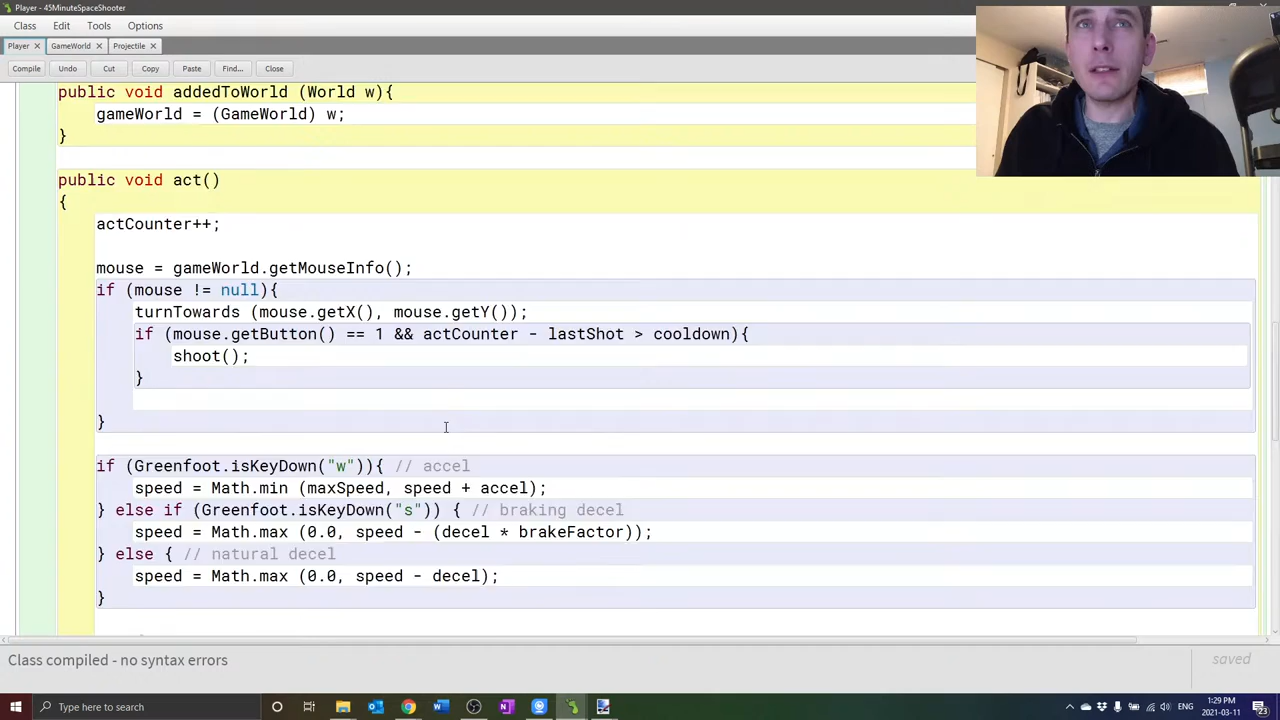 Player - 45MinuteSpaceShooter
Class Edit Tools Options
Player × GameWorld × Projectile ×
Compile Undo Cut Copy Paste Find... Close
public void addedToWorld (World w){
gameWorld = (GameWorld) w;
}
public void act()
{
actCounter++;
mouse = gameWorld.getMouseInfo();
if (mouse != null){
turnTowards (mouse.getX(), mouse.getY());
if (mouse.getButton() == 1 && actCounter - lastShot > cooldown){
shoot();
}
}
if (Greenfoot.isKeyDown("w")){ // accel
speed = Math.min (maxSpeed, speed + accel);
} else if (Greenfoot.isKeyDown("s")) { // braking decel
speed = Math.max (0.0, speed - (decel * brakeFactor));
} else { // natural decel
speed = Math.max (0.0, speed - decel);
}
Class compiled - no syntax errors
saved
Type here to search
ENG
1:29 PM
2021-03-11
23